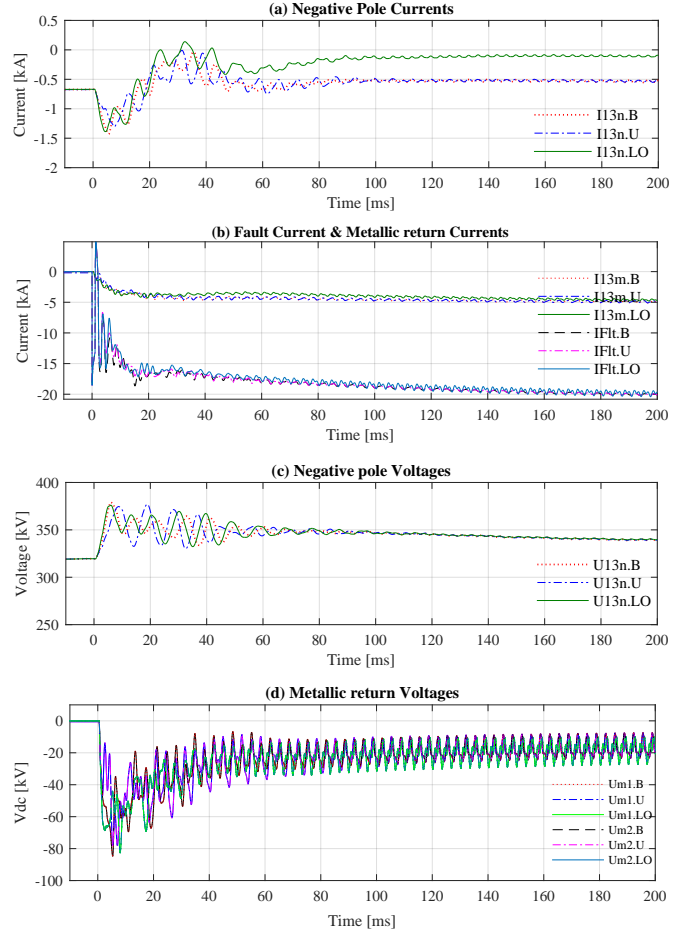 (a) Negative Pole Currents
0.5
0
-0.5
-1
-1.5
-2
Current [kA]
I13n.B
I13n.U
I13n.LO
0 20 40 60 80 100 120 140 160 180 200
Time [ms]
(b) Fault Current & Metallic return Currents
0
-5
-10
-15
-20
Current [kA]
I13m.B
I13m.U
I13m.LO
IFlt.B
IFlt.U
IFlt.LO
0 20 40 60 80 100 120 140 160 180 200
Time [ms]
(c) Negative pole Voltages
400
350
300
250
Voltage [kV]
U13n.B
U13n.U
U13n.LO
0 20 40 60 80 100 120 140 160 180 200
Time [ms]
(d) Metallic return Voltages
0
-20
-40
-60
-80
-100
Vdc [kV]
Um1.B
Um1.U
Um1.LO
Um2.B
Um2.U
Um2.LO
0 20 40 60 80 100 120 140 160 180 200
Time [ms]